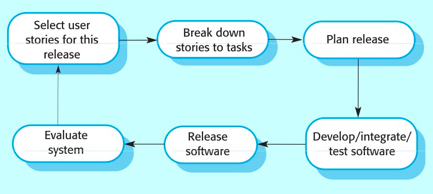 Select user
stories for this
release
Break down
stories to tasks
Plan release
Evaluate
system
Release
software
Develop/integrate/
test software